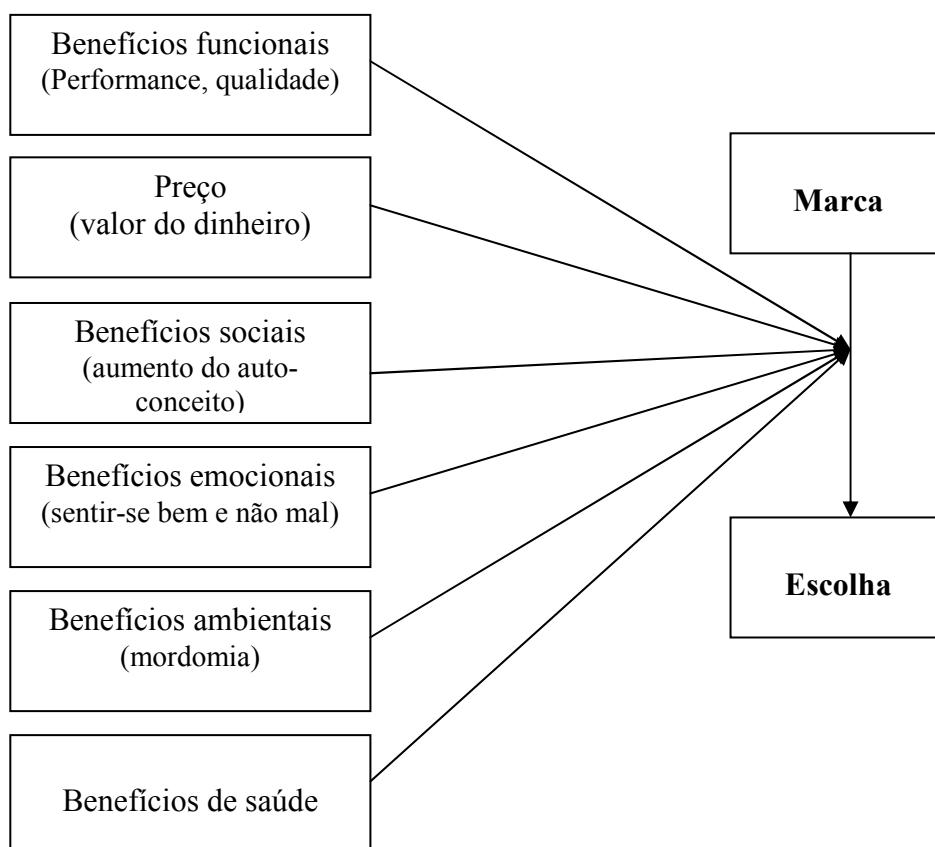 Benefícios funcionais
(Performance, qualidade)
Preço
(valor do dinheiro)
Benefícios sociais
(aumento do auto-
conceito)
Benefícios emocionais
(sentir-se bem e não mal)
Benefícios ambientais
(mordomia)
Benefícios de saúde
Marca
Escolha